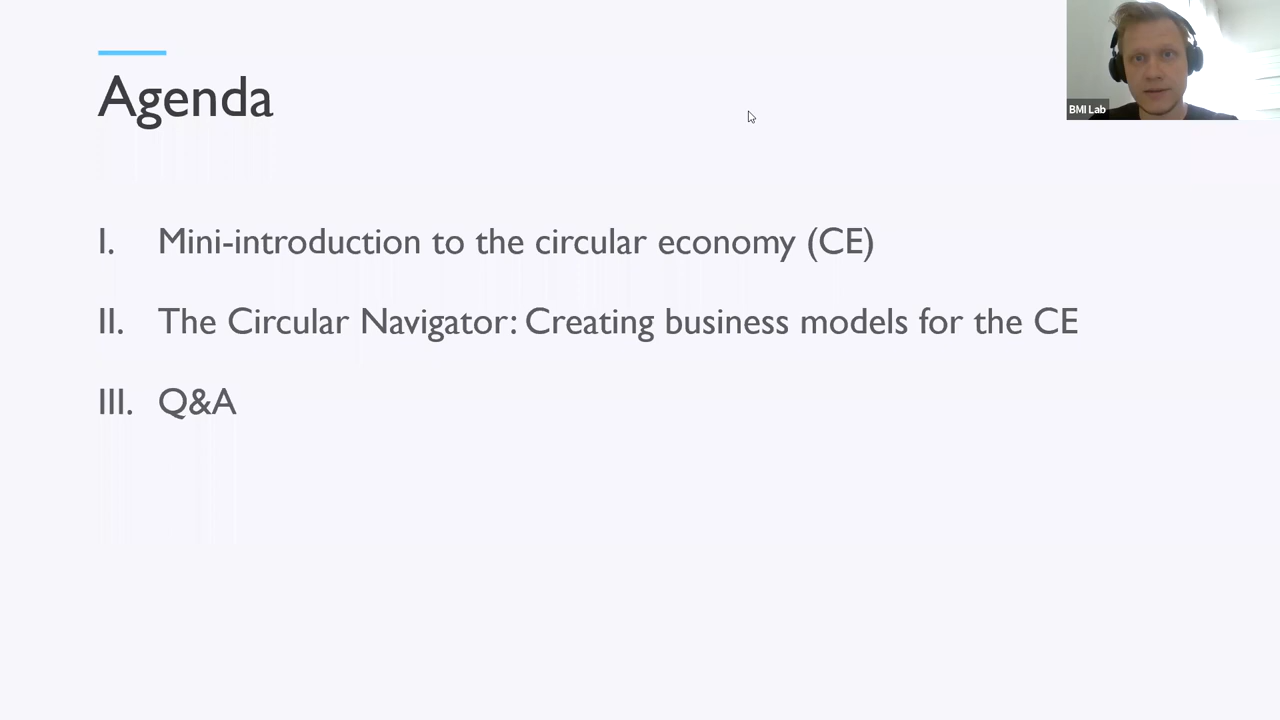 Agenda
BMI Lab
I. Mini-introduction to the circular economy (CE)
II. The Circular Navigator: Creating business models for the CE
III. Q&A